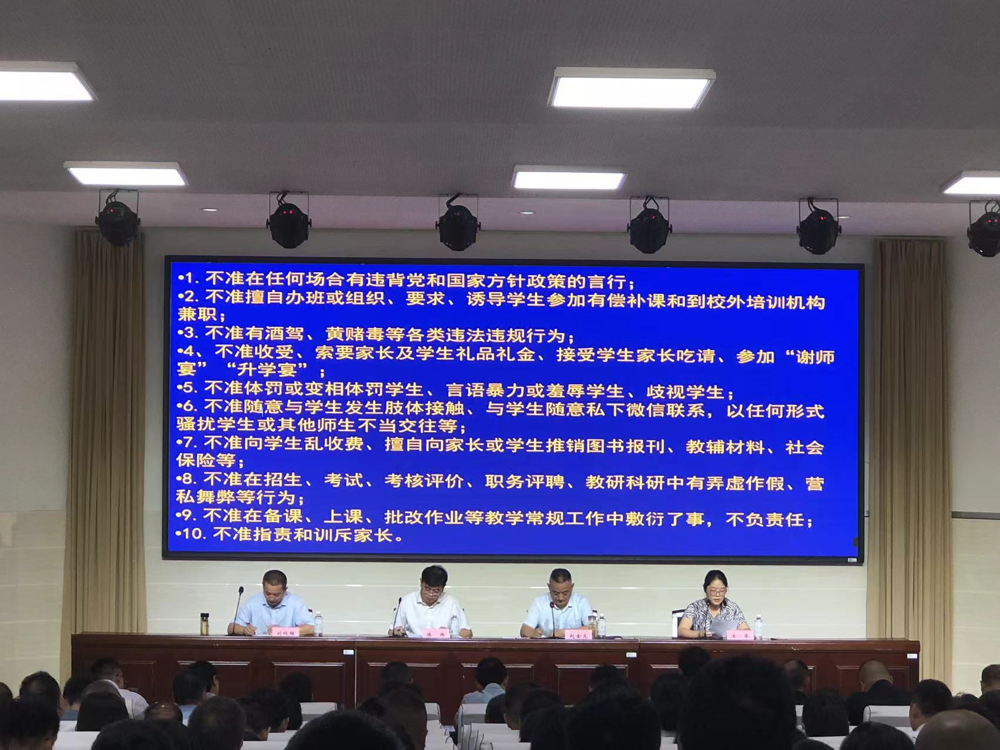 •1. 不准在任何场合有违背党和国家方针政策的言行；
•2. 不准擅自办班或组织、要求、诱导学生参加有偿补课和到校外培训机构
兼职；
•3. 不准有酒驾、黄赌毒等各类违法违规行为；
•4、不准收受、索要家长及学生礼品礼金、接受学生家长吃请、参加“谢师
宴”“升学宴”；
•5. 不准体罚或变相体罚学生、言语暴力或羞辱学生、歧视学生；
•6. 不准随意与学生发生肢体接触、与学生随意私下微信联系，以任何形式
骚扰学生或其他师生不当交往等；
•7. 不准向学生乱收费、擅自向家长或学生推销图书报刊、教辅材料、社会
保险等；
•8. 不准在招生、考试、考核评价、职务评聘、教研科研中有弄虚作假、营
私舞弊等行为；
•9. 不准在备课、上课、批改作业等教学常规工作中敷衍了事，不负责任；
•10. 不准指责和训斥家长。